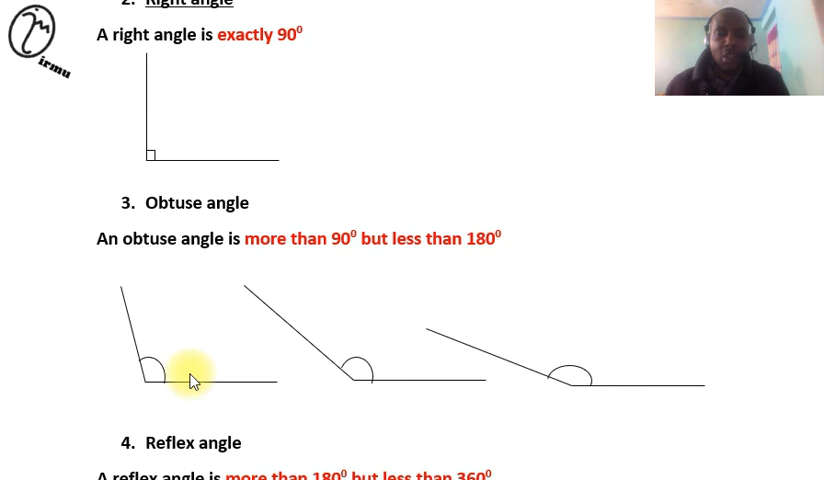 2. Right angle
A right angle is exactly 90⁰
irmu
3. Obtuse angle
An obtuse angle is more than 90⁰ but less than 180⁰
4. Reflex angle
A reflex angle is more than 180⁰ but less than 360⁰